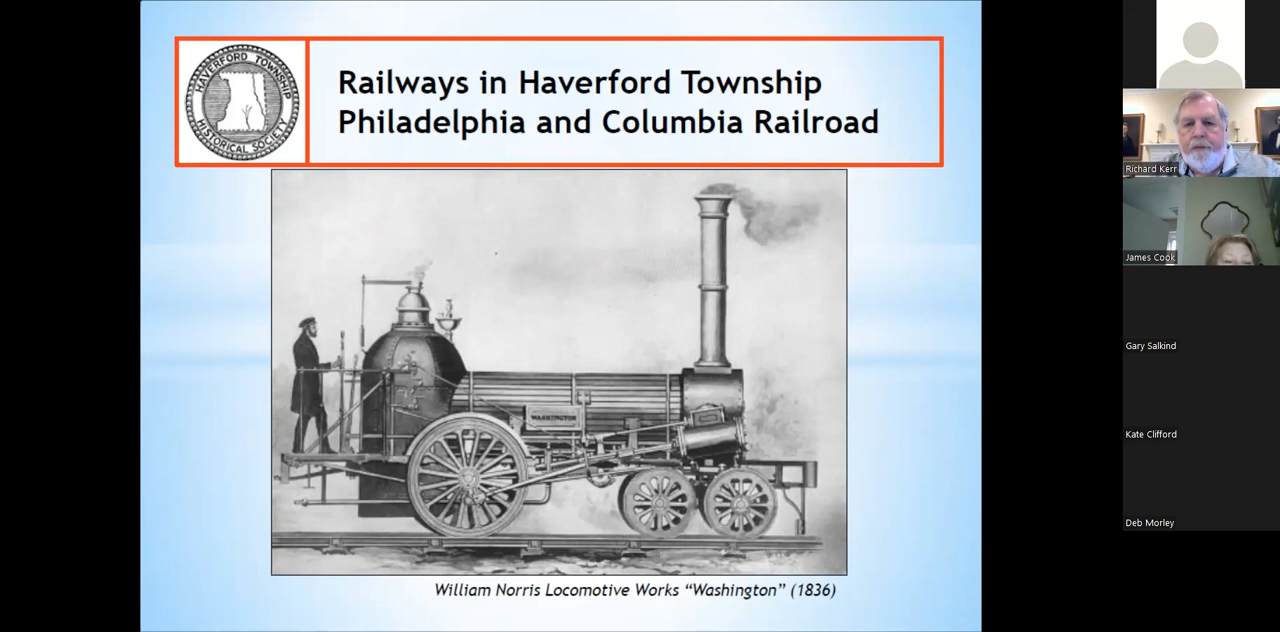 HAVERFORD TOWNSHIP
HISTORICAL SOCIETY
Railways in Haverford Township
Philadelphia and Columbia Railroad
WASHINGTON
William Norris Locomotive Works “Washington” (1836)
Richard Kerr
James Cook
Gary Salkind
Kate Clifford
Deb Morley